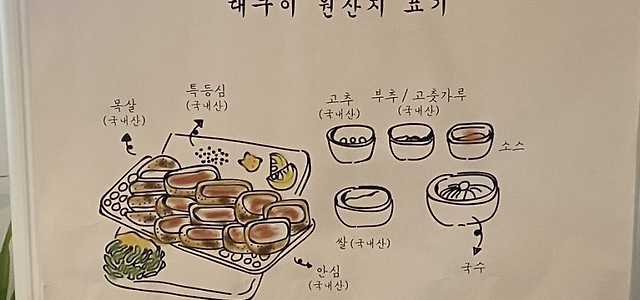 원산지 표기
특등심
(국내산)
목살
(국내산)
고추
(국내산)
부추 / 고춧가루
(국내산)
소스
쌀 (국내산)
국수
안심
(국내산)